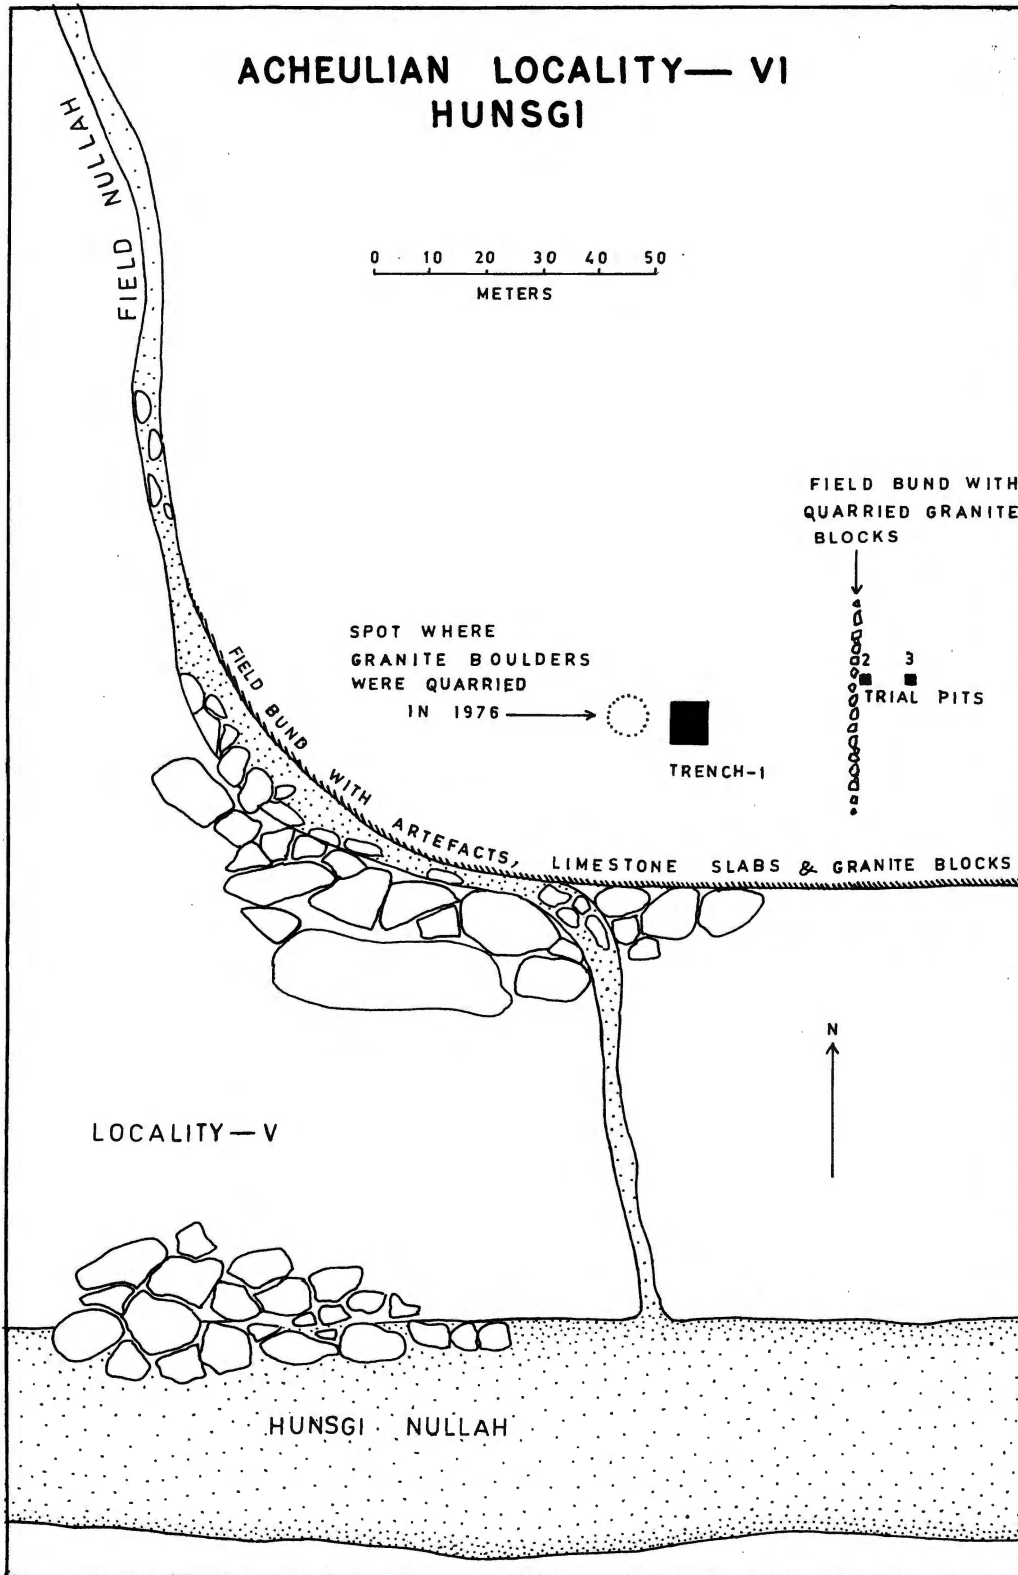 ACHEULIAN LOCALITY— VI
HUNSGI
FIELD NULLAH
FIELD NULLAH
0 10 20 30 40 50
METERS
FIELD BUND WITH
QUARRIED GRANITE
BLOCKS
SPOT WHERE
GRANITE BOULDERS
WERE QUARRIED
IN 1976
2 3
TRIAL PITS
TRENCH-1
FIELD BUND WITH ARTEFACTS, LIMESTONE SLABS & GRANITE BLOCKS
N
LOCALITY—V
HUNSGI NULLAH